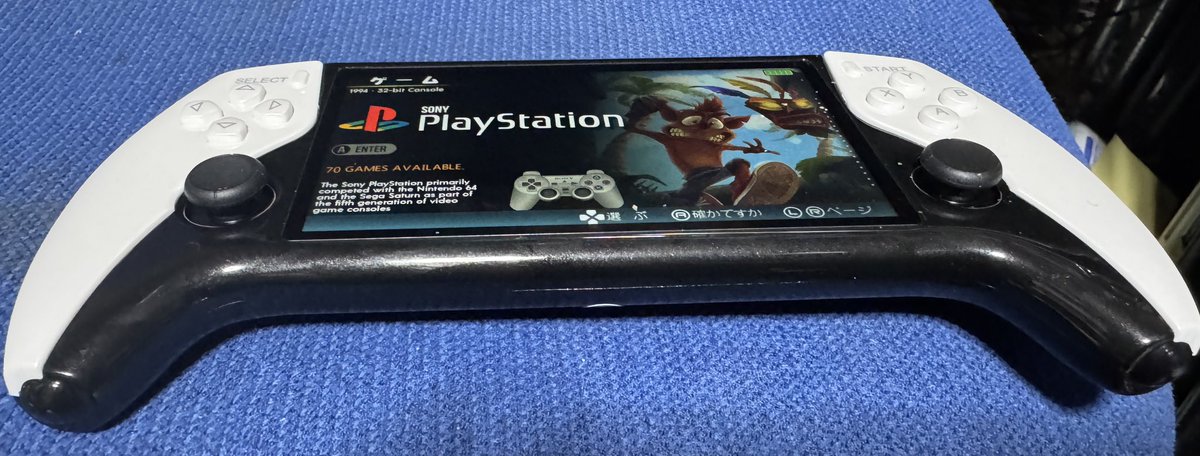 SELECT
START
Y
X
B
A
ゲーム
1994 - 32-bit Console
SONY
PlayStation
A ENTER
70 GAMES AVAILABLE.
The Sony PlayStation primarily
competed with the Nintendo 64
and the Sega Saturn as part of
the fifth generation of video
game consoles
選ぶ A確かですか L Rページ